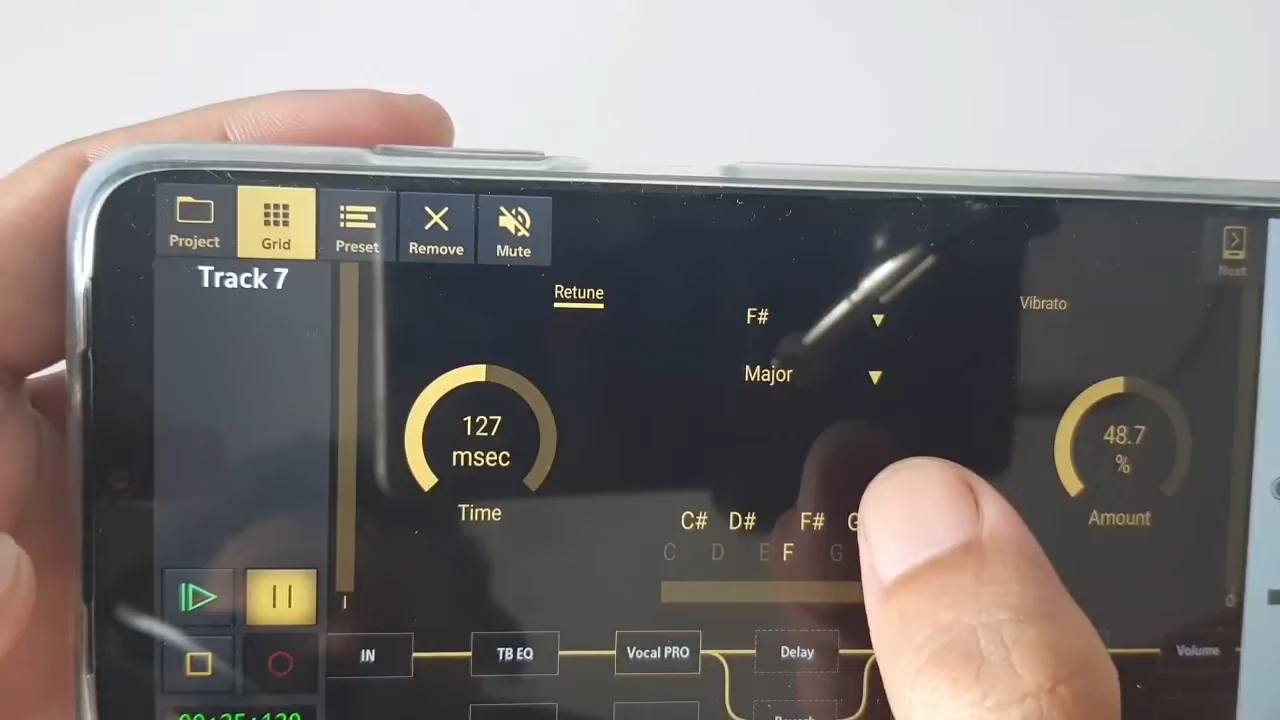 Project Grid Preset Remove Mute
Next
Track 7
Retune
F#
Vibrato
Major
127
msec
48.7
%
Time
Amount
C# D# F# G
C D E F G
IN TB EQ Vocal PRO Delay Volume